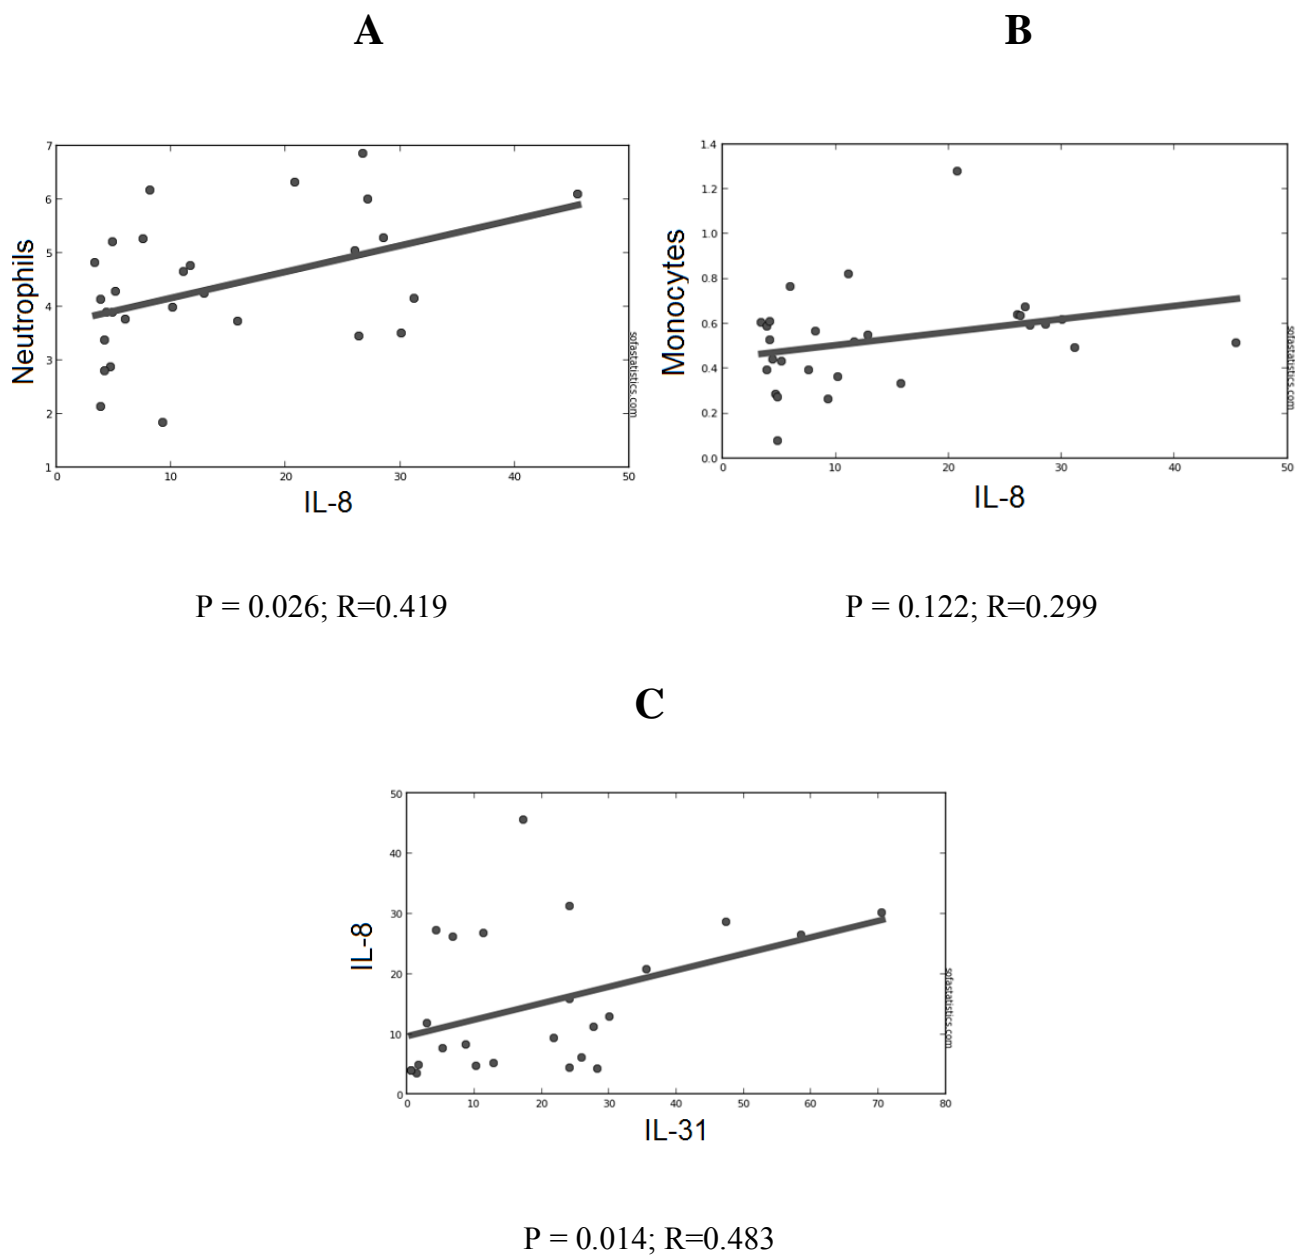 A
B
7
6
5
4
3
2
1
Neutrophils
0 10 20 30 40 50
IL-8
sofastatistics.com
1.4
1.2
1.0
0.8
0.6
0.4
0.2
0.0
Monocytes
0 10 20 30 40 50
IL-8
sofastatistics.com
P = 0.026; R=0.419
P = 0.122; R=0.299
C
50
40
30
20
10
0
IL-8
0 10 20 30 40 50 60 70 80
IL-31
sofastatistics.com
P = 0.014; R=0.483